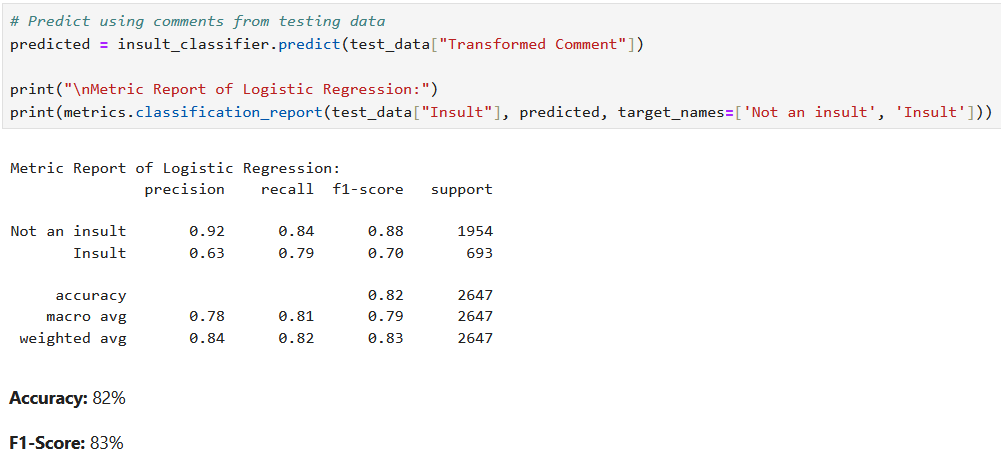 # Predict using comments from testing data
predicted = insult_classifier.predict(test_data["Transformed Comment"])
print("\nMetric Report of Logistic Regression:")
print(metrics.classification_report(test_data["Insult"], predicted, target_names=['Not an insult', 'Insult']))
Metric Report of Logistic Regression:
precision recall f1-score support
Not an insult 0.92 0.84 0.88 1954
Insult 0.63 0.79 0.70 693
accuracy 0.82 2647
macro avg 0.78 0.81 0.79 2647
weighted avg 0.84 0.82 0.83 2647
Accuracy: 82%
F1-Score: 83%